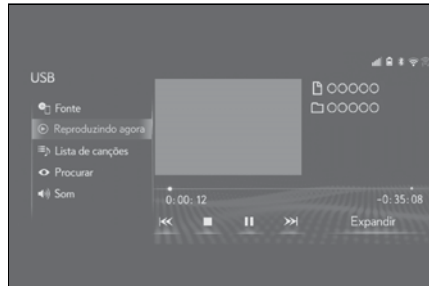 USB
OOOOO
Fonte
OOOOO
Reproduzindo agora
Lista de canções
Procurar
Som
0:00:12
-0:35:08
Expandir